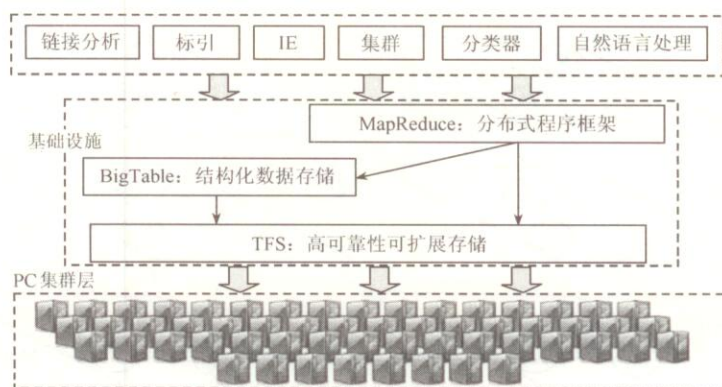 链接分析 标引 IE 集群 分类器 自然语言处理
MapReduce：分布式程序框架
基础设施
BigTable：结构化数据存储
TFS：高可靠性可扩展存储
PC集群层